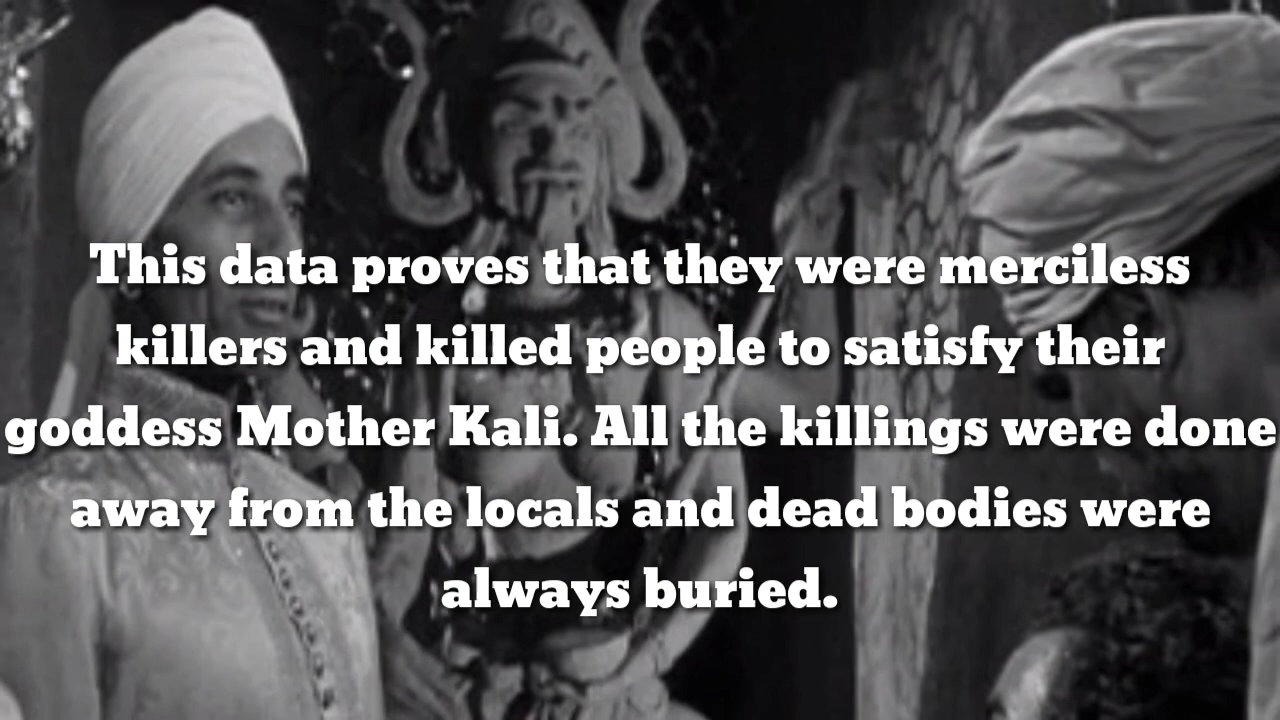 This data proves that they were merciless
killers and killed people to satisfy their
goddess Mother Kali. All the killings were done
away from the locals and dead bodies were
always buried.